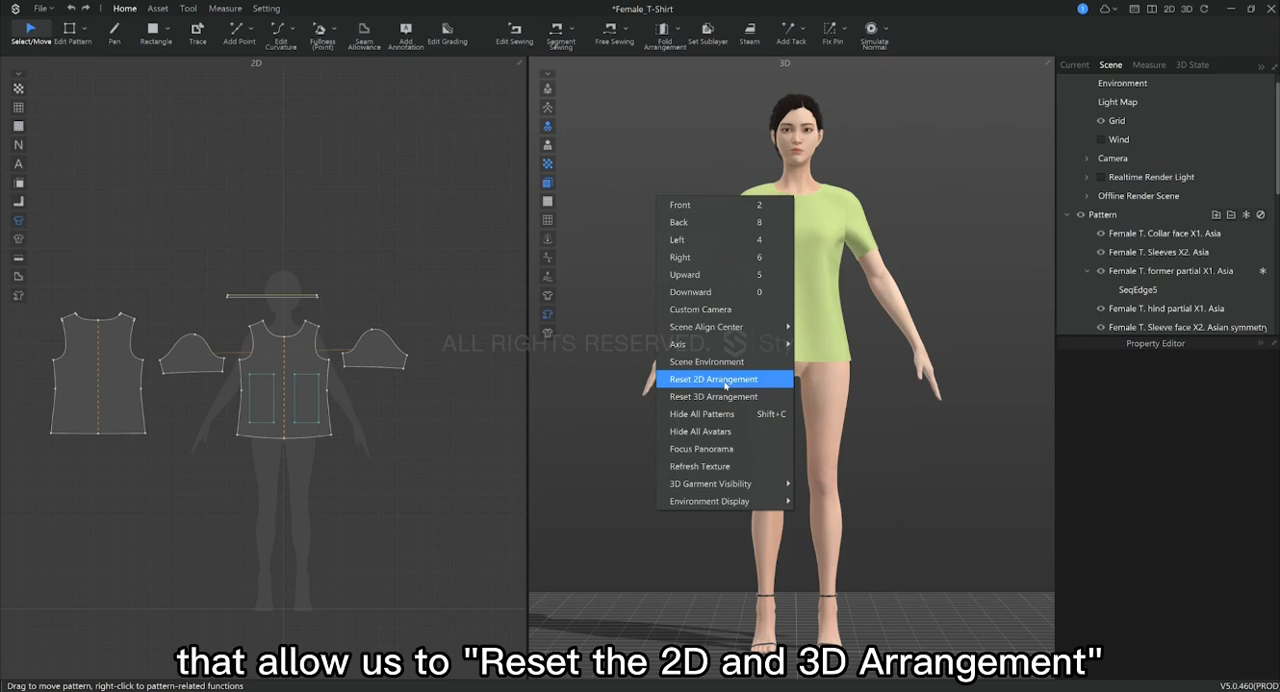 File
Home
Asset
Tool
Measure
Setting
*Female_T-Shirt
1
2D
3D
Select/Move
Edit Pattern
Pen
Rectangle
Trace
Add Point
Edit Curvature
Fullness (Point)
Seam Allowance
Add Annotation
Edit Grading
Edit Sewing
Segment Sewing
Free Sewing
Fold Arrangement
Set Sublayer
Steam
Add Tack
Fix Pin
Simulate Normal
2D
3D
N
A
Front 2
Back 8
Left 4
Right 6
Upward 5
Downward 0
Custom Camera
Scene Align Center
Axis
Scene Environment
Reset 2D Arrangement
Reset 3D Arrangement
Hide All Patterns Shift+C
Hide All Avatars
Focus Panorama
Refresh Texture
3D Garment Visibility
Environment Display
ALL RIGHTS RESERVED.
Current
Scene
Measure
3D State
Environment
Light Map
Grid
Wind
Camera
Realtime Render Light
Offline Render Scene
Pattern
Female T. Collar face X1. Asia
Female T. Sleeves X2. Asia
Female T. former partial X1. Asia
SeqEdge5
Female T. hind partial X1. Asia
Female T. Sleeve face X2. Asian symmetry
Property Editor
that allow us to "Reset the 2D and 3D Arrangement"
Drag to move pattern, right-click to pattern-related functions
V5.0.460(PROD